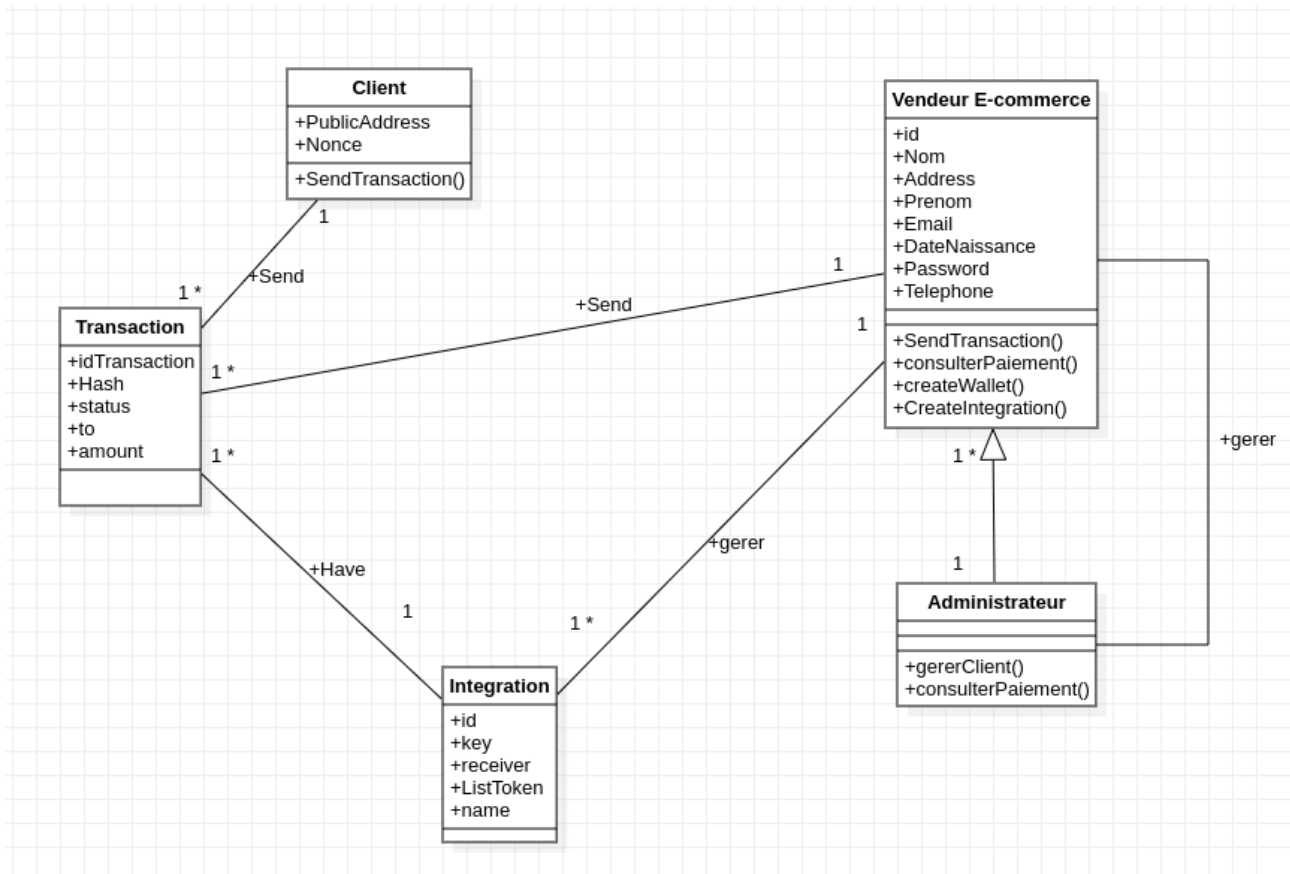 Client
+PublicAddress
+Nonce
+SendTransaction()
1
+Send
1 *
Transaction
+idTransaction
+Hash
+status
+to
+amount
1 *
+Send
1
Vendeur E-commerce
+id
+Nom
+Address
+Prenom
+Email
+DateNaissance
+Password
+Telephone
+SendTransaction()
+consulterPaiement()
+createWallet()
+CreateIntegration()
1
+gerer
1 *
1 *
+Have
1
Integration
+id
+key
+receiver
+ListToken
+name
1 *
1
+gerer
Administrateur
+gererClient()
+consulterPaiement()